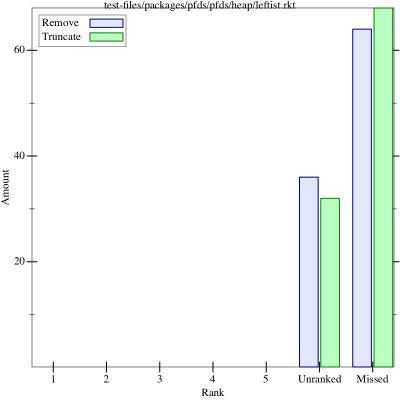 test-files/packages/pfds/pfds/heap/leftist.rkt
Remove
Truncate
60
40
20
Amount
1 2 3 4 5 Unranked Missed
Rank